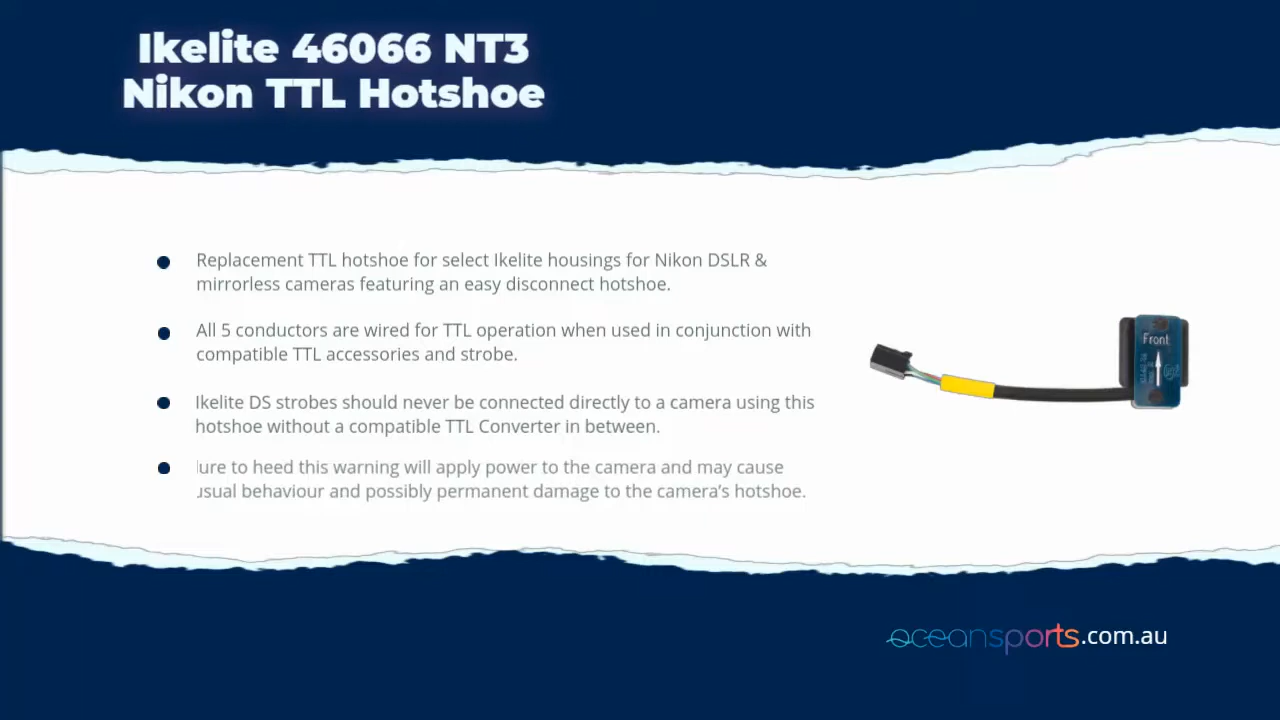 Ikelite 46066 NT3
Nikon TTL Hotshoe
Replacement TTL hotshoe for select Ikelite housings for Nikon DSLR &
mirrorless cameras featuring an easy disconnect hotshoe.
All 5 conductors are wired for TTL operation when used in conjunction with
compatible TTL accessories and strobe.
Ikelite DS strobes should never be connected directly to a camera using this
hotshoe without a compatible TTL Converter in between.
lure to heed this warning will apply power to the camera and may cause
usual behaviour and possibly permanent damage to the camera's hotshoe.
Front
oceansports.com.au